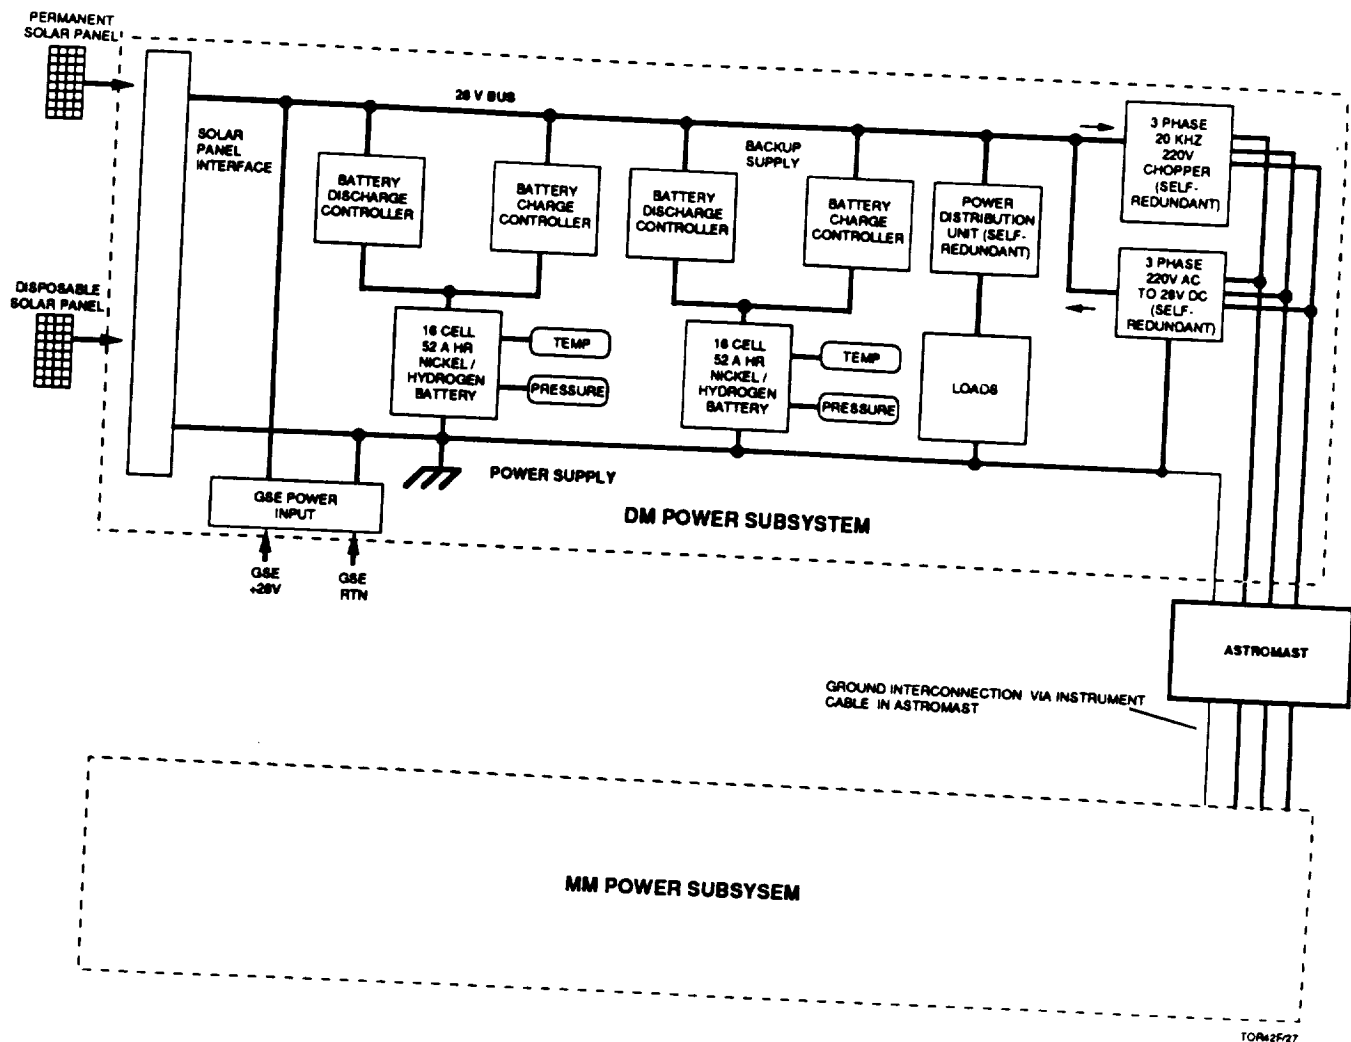 PERMANENT
SOLAR PANEL
28 V BUS
SOLAR
PANEL
INTERFACE
BATTERY
DISCHARGE
CONTROLLER
BATTERY
CHARGE
CONTROLLER
BACKUP
SUPPLY
BATTERY
DISCHARGE
CONTROLLER
BATTERY
CHARGE
CONTROLLER
POWER
DISTRIBUTION
UNIT (SELF-
REDUNDANT)
3 PHASE
20 KHZ
220V
CHOPPER
(SELF-
REDUNDANT)
3 PHASE
220V AC
TO 28V DC
(SELF-
REDUNDANT)
DISPOSABLE
SOLAR PANEL
16 CELL
52 A HR
NICKEL /
HYDROGEN
BATTERY
TEMP
PRESSURE
16 CELL
52 A HR
NICKEL /
HYDROGEN
BATTERY
TEMP
PRESSURE
LOADS
POWER SUPPLY
GSE POWER
INPUT
DM POWER SUBSYSTEM
GSE
+28V
GSE
RTN
ASTROMAST
GROUND INTERCONNECTION VIA INSTRUMENT
CABLE IN ASTROMAST
MM POWER SUBSYSEM
TOR42F/27